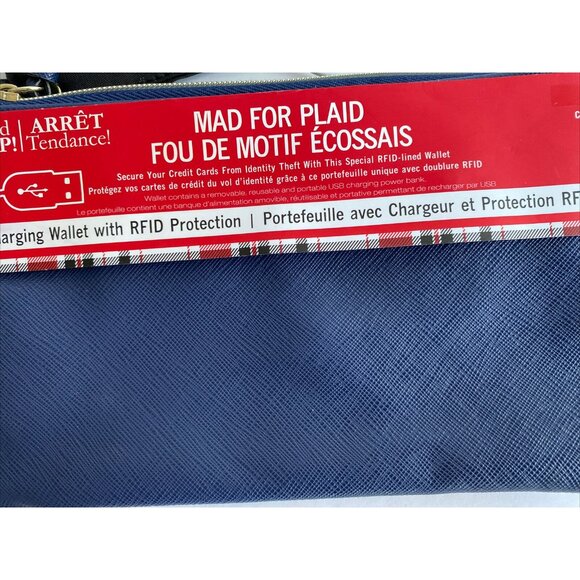 d | ARRÊT
P! | Tendance!
MAD FOR PLAID
FOU DE MOTIF ÉCOSSAIS
Secure Your Credit Cards From Identity Theft With This Special RFID-lined Wallet
Protégez vos cartes de crédit du vol d'identité grâce à ce portefeuille unique avec doublure RFID
Wallet contains a removable, reusable and portable USB charging power bank.
Le portefeuille contient une banque d'alimentation amovible, réutilisable et portative permettant de recharger par USB
arging Wallet with RFID Protection | Portefeuille avec Chargeur et Protection RF